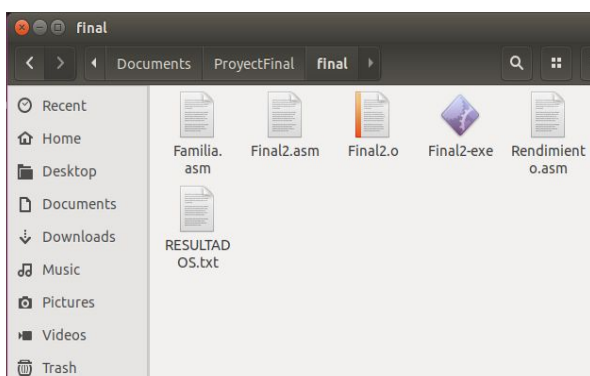 final
Documents ProyectFinal final
Recent
Home
Desktop
Documents
Downloads
Music
Pictures
Videos
Trash
Familia.
asm
Final2.asm
Final2.o
Final2-exe
Rendimient
o.asm
RESULTAD
OS.txt